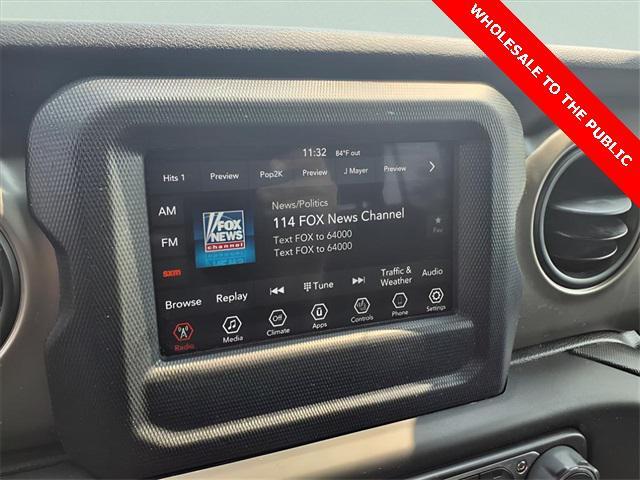 WHOLESALE TO THE PUBLIC
11:32 84°F out
Hits 1 Preview Pop2K Preview J Mayer Preview
AM
FM
sxm
FOX
NEWS
channel
News/Politics
114 FOX News Channel
Text FOX to 64000
Text FOX to 64000
Fav
Browse Replay Tune Traffic & Weather Audio
Radio Media Off Climate Apps Controls Phone Settings